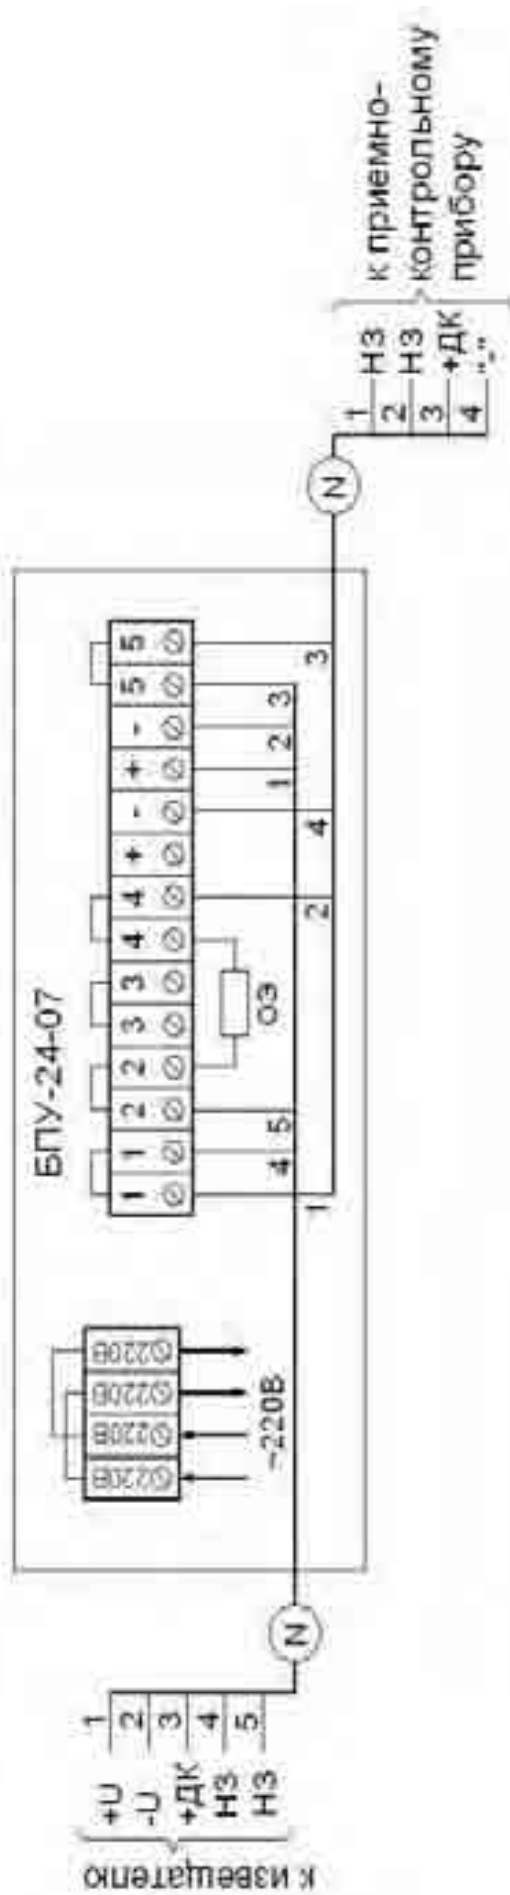 БПУ-24-07
220В 220В 220В 220В
~220В
1 1 2 2 3 3 4 4 + - + - 5 5
ОЭ
4 5 1 2 3
1 2 4 3
N
N
к извещателю
+U 1
-U 2
+ДК 3
НЗ 4
НЗ 5
1 НЗ
2 НЗ
3 +ДК
4 "-"
к приемно-
контрольному
прибору